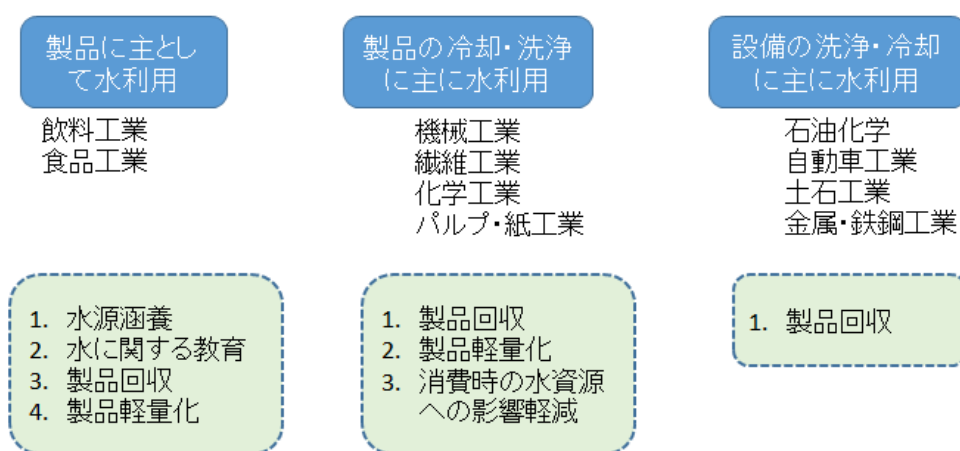 製品に主とし
て水利用
飲料工業
食品工業
1. 水源涵養
2. 水に関する教育
3. 製品回収
4. 製品軽量化
製品の冷却・洗浄
に主に水利用
機械工業
繊維工業
化学工業
パルプ・紙工業
1. 製品回収
2. 製品軽量化
3. 消費時の水資源
への影響軽減
設備の洗浄・冷却
に主に水利用
石油化学
自動車工業
土石工業
金属・鉄鋼工業
1. 製品回収